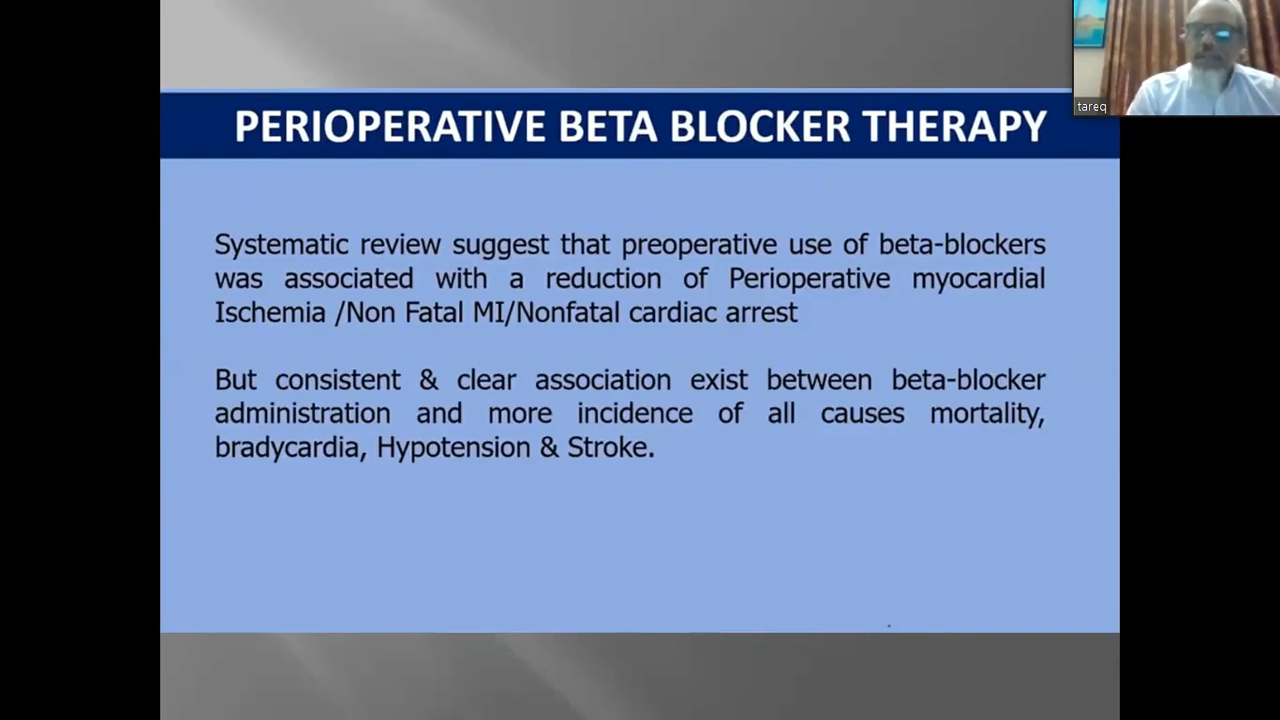 PERIOPERATIVE BETA BLOCKER THERAPY
tareq
Systematic review suggest that preoperative use of beta-blockers
was associated with a reduction of Perioperative myocardial
Ischemia /Non Fatal MI/Nonfatal cardiac arrest
But consistent & clear association exist between beta-blocker
administration and more incidence of all causes mortality,
bradycardia, Hypotension & Stroke.